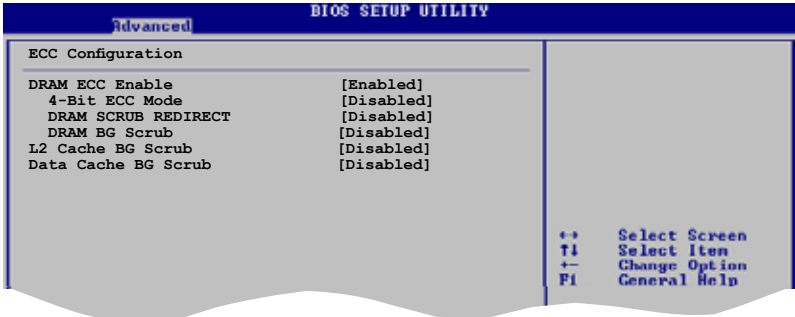 BIOS SETUP UTILITY
Advanced
ECC Configuration
DRAM ECC Enable [Enabled]
4-Bit ECC Mode [Disabled]
DRAM SCRUB REDIRECT [Disabled]
DRAM BG Scrub [Disabled]
L2 Cache BG Scrub [Disabled]
Data Cache BG Scrub [Disabled]
↔ Select Screen
↑↓ Select Item
+- Change Option
F1 General Help